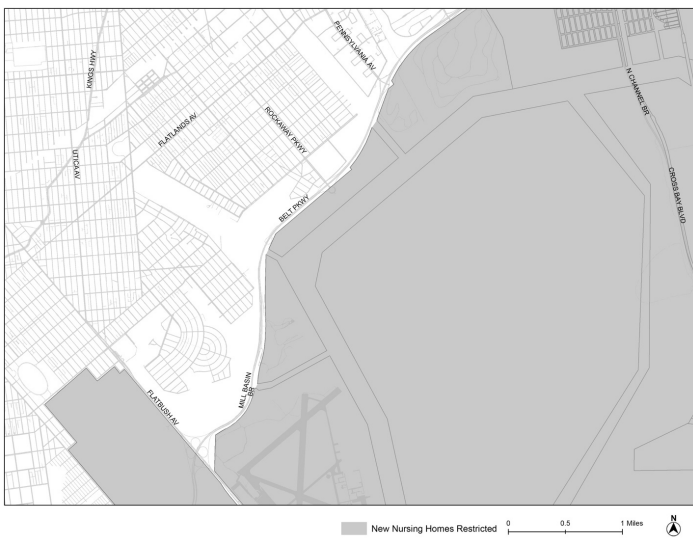 PENNSYLVANIA AV
KINGS HWY
N CHANNEL BR
FLATLANDS AV
ROCKAWAY PKWY
UTICA AV
CROSS BAY BLVD
BELT PKWY
MILL BASIN
BR
FLATBUSH AV
New Nursing Homes Restricted
0 0.5 1 Miles
N